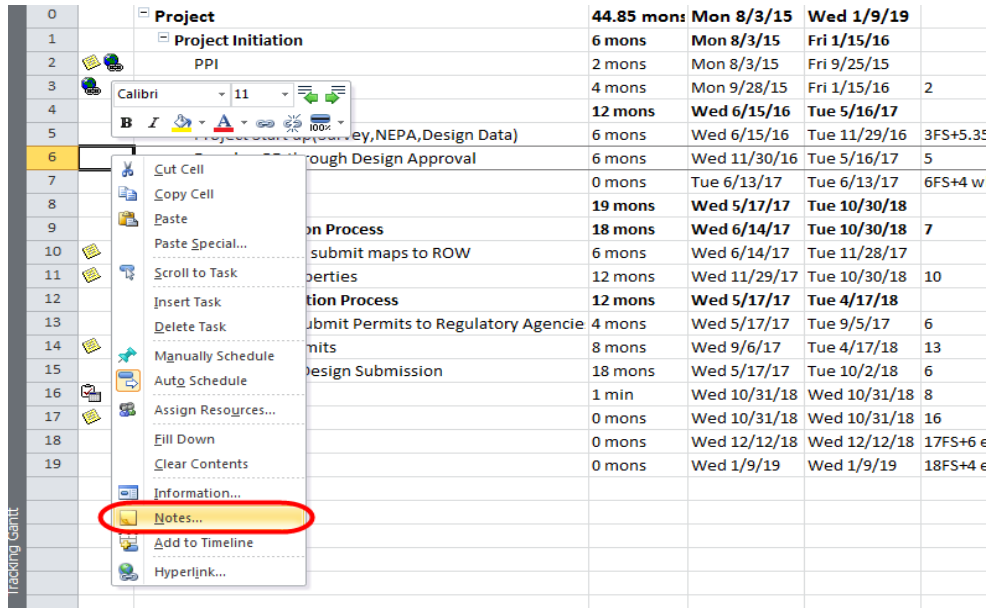 0 Project 44.85 mons Mon 8/3/15 Wed 1/9/19
1 Project Initiation 6 mons Mon 8/3/15 Fri 1/15/16
2 PPI 2 mons Mon 8/3/15 Fri 9/25/15
3 4 mons Mon 9/28/15 Fri 1/15/16 2
Calibri 11
4 12 mons Wed 6/15/16 Tue 5/16/17
B I A 100%
5 ,NEPA,Design Data) 6 mons Wed 6/15/16 Tue 11/29/16 3FS+5.35
6 through Design Approval 6 mons Wed 11/30/16 Tue 5/16/17 5
Cut Cell
7 0 mons Tue 6/13/17 Tue 6/13/17 6FS+4 w
Copy Cell
8 19 mons Wed 5/17/17 Tue 10/30/18
Paste
9 on Process 18 mons Wed 6/14/17 Tue 10/30/18 7
Paste Special...
10 submit maps to ROW 6 mons Wed 6/14/17 Tue 11/28/17
11 perties 12 mons Wed 11/29/17 Tue 10/30/18 10
Scroll to Task
12 tion Process 12 mons Wed 5/17/17 Tue 4/17/18
Insert Task
13 ubmit Permits to Regulatory Agencie 4 mons Wed 5/17/17 Tue 9/5/17 6
Delete Task
14 mits 8 mons Wed 9/6/17 Tue 4/17/18 13
Manually Schedule
15 Design Submission 18 mons Wed 5/17/17 Tue 10/2/18 6
Auto Schedule
16 1 min Wed 10/31/18 Wed 10/31/18 8
17 0 mons Wed 10/31/18 Wed 10/31/18 16
Assign Resources...
18 0 mons Wed 12/12/18 Wed 12/12/18 17FS+6 e
Fill Down
19 0 mons Wed 1/9/19 Wed 1/9/19 18FS+4 e
Clear Contents
Information...
Notes...
Add to Timeline
Hyperlink...
Tracking Gantt